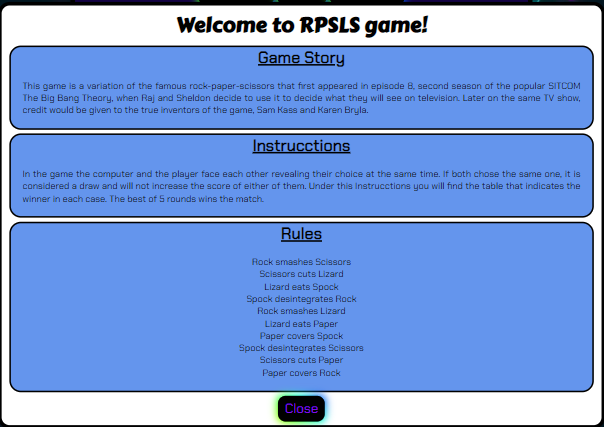 Welcome to RPSLS game!
Game Story
This game is a variation of the famous rock-paper-scissors that first appeared in episode 8, second season of the popular SITCOM
The Big Bang Theory, when Raj and Sheldon decide to use it to decide what they will see on television. Later on the same TV show,
credit would be given to the true inventors of the game, Sam Kass and Karen Bryla.
Instrucctions
In the game the computer and the player face each other revealing their choice at the same time. If both chose the same one, it is
considered a draw and will not increase the score of either of them. Under this instrucctions you will find the table that indicates the
winner in each case. The best of 5 rounds wins the match.
Rules
Rock smashes Scissors
Scissors cuts Lizard
Lizard eats Spock
Spock desintegrates Rock
Rock smashes Lizard
Lizard eats Paper
Paper covers Spock
Spock desintegrates Scissors
Scissors cuts Paper
Paper covers Rock
Close